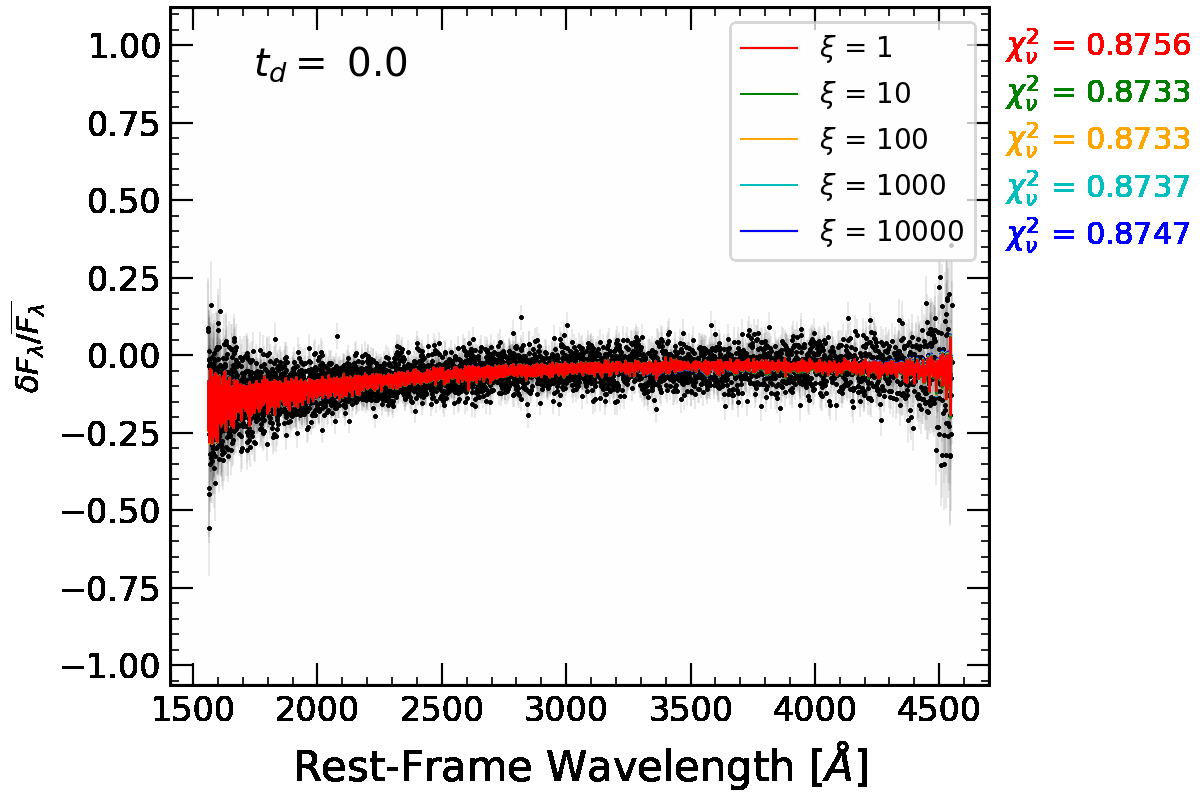 t_d = 0.0
ξ = 1
ξ = 10
ξ = 100
ξ = 1000
ξ = 10000
χ²_ν = 0.8756
χ²_ν = 0.8733
χ²_ν = 0.8733
χ²_ν = 0.8737
χ²_ν = 0.8747
1.00
0.75
0.50
0.25
0.00
−0.25
−0.50
−0.75
−1.00
δF_λ/F̅_λ
1500 2000 2500 3000 3500 4000 4500
Rest-Frame Wavelength [Å]